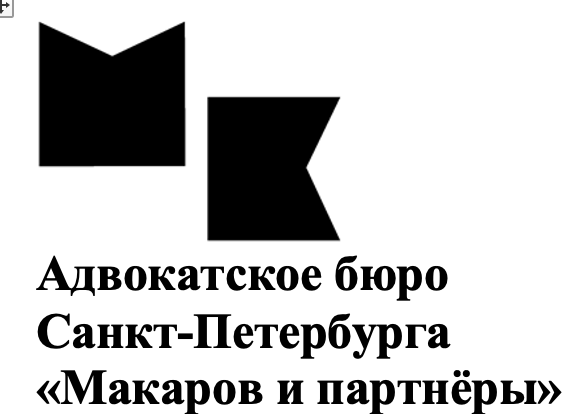 Адвокатское бюро
Санкт-Петербурга
«Макаров и партнёры»